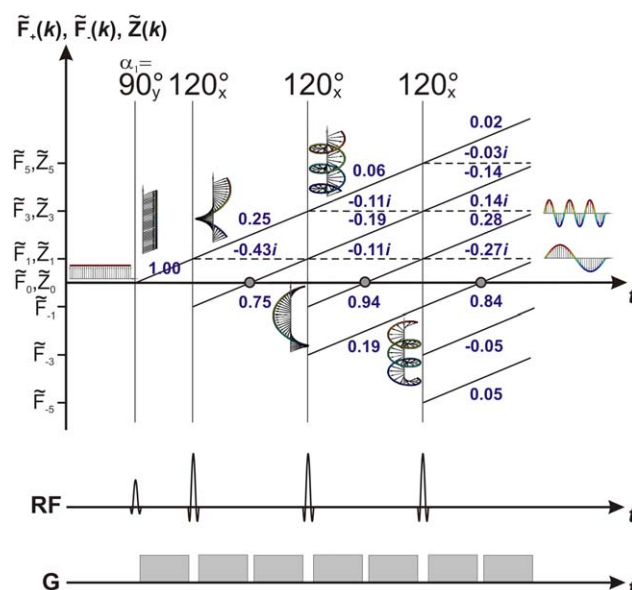 F̃₊(k), F̃₋(k), Z̃(k)
α₁=
90°y 120°x 120°x 120°x
0.02
F̃₅,Z̃₅
0.06 -0.03i
-0.14
-0.11i 0.14i
F̃₃,Z̃₃
0.25 -0.19 0.28
-0.43i -0.11i -0.27i
F̃₁,Z̃₁
1.00
F̃₀,Z̃₀ t
0.75 0.94 0.84
F̃₋₁
0.19 -0.05
F̃₋₃
0.05
F̃₋₅
RF t
G t